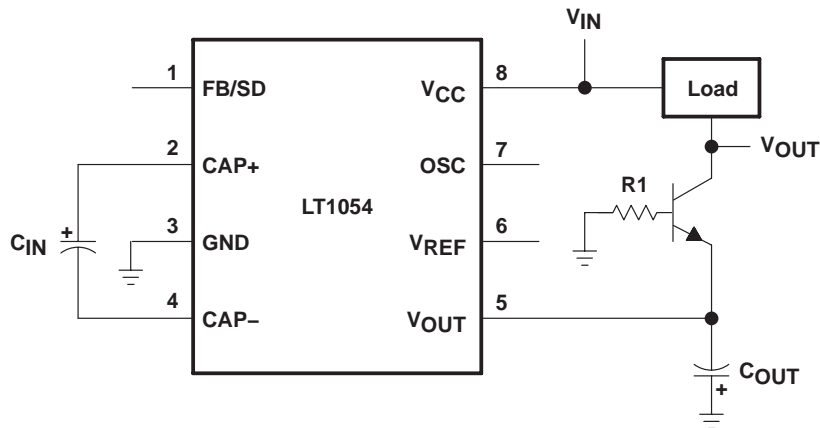 VIN
1 FB/SD VCC 8 Load
2 CAP+ OSC 7 VOUT
LT1054 R1
CIN + 3 GND VREF 6
4 CAP– VOUT 5
COUT
+